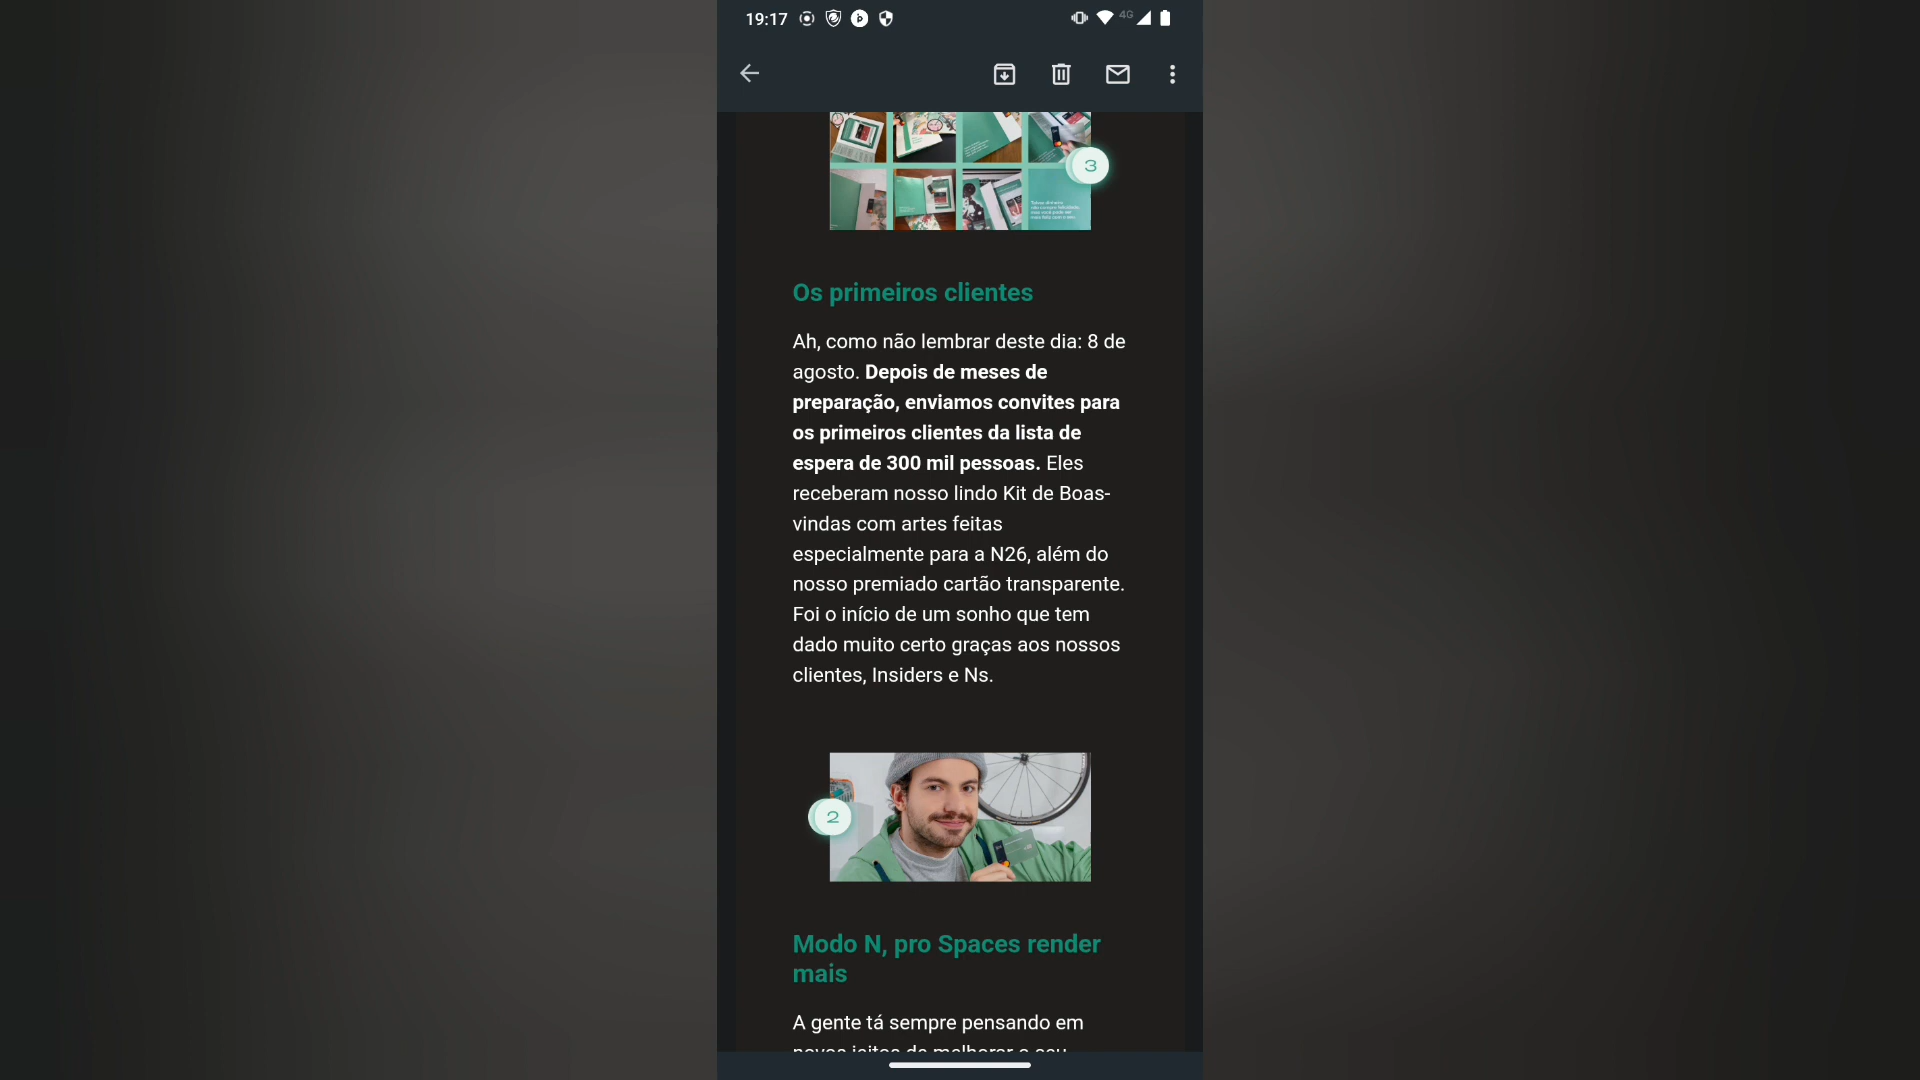 19:17
4G
3
Os primeiros clientes
Ah, como não lembrar deste dia: 8 de
agosto. Depois de meses de
preparação, enviamos convites para
os primeiros clientes da lista de
espera de 300 mil pessoas. Eles
receberam nosso lindo Kit de Boas-
vindas com artes feitas
especialmente para a N26, além do
nosso premiado cartão transparente.
Foi o início de um sonho que tem
dado muito certo graças aos nossos
clientes, Insiders e Ns.
2
Modo N, pro Spaces render
mais
A gente tá sempre pensando em